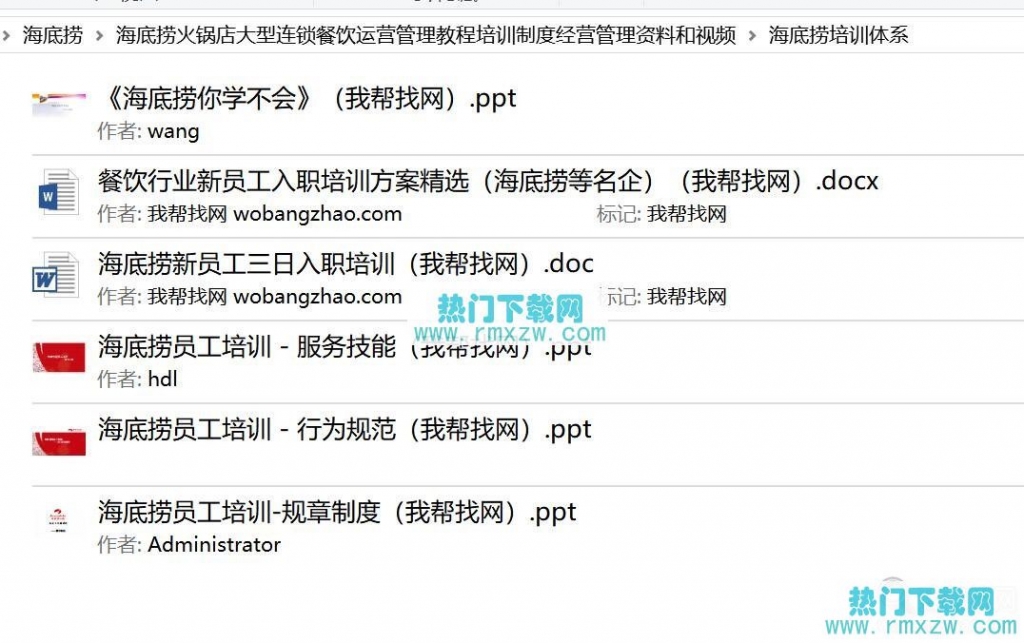 海底捞 > 海底捞火锅店大型连锁餐饮运营管理教程培训制度经营管理资料和视频 > 海底捞培训体系
《海底捞你学不会》（我帮找网）.ppt
作者: wang
餐饮行业新员工入职培训方案精选（海底捞等名企）（我帮找网）.docx
作者: 我帮找网 wobangzhao.com 标记: 我帮找网
海底捞新员工三日入职培训（我帮找网）.doc
作者: 我帮找网 wobangzhao.com 标记: 我帮找网
热门下载网
www.rmxzw.com
海底捞员工培训 - 服务技能（我帮找网）.ppt
作者: hdl
海底捞员工培训 - 行为规范（我帮找网）.ppt
海底捞员工培训-规章制度（我帮找网）.ppt
作者: Administrator
热门下载网
www.rmxzw.com